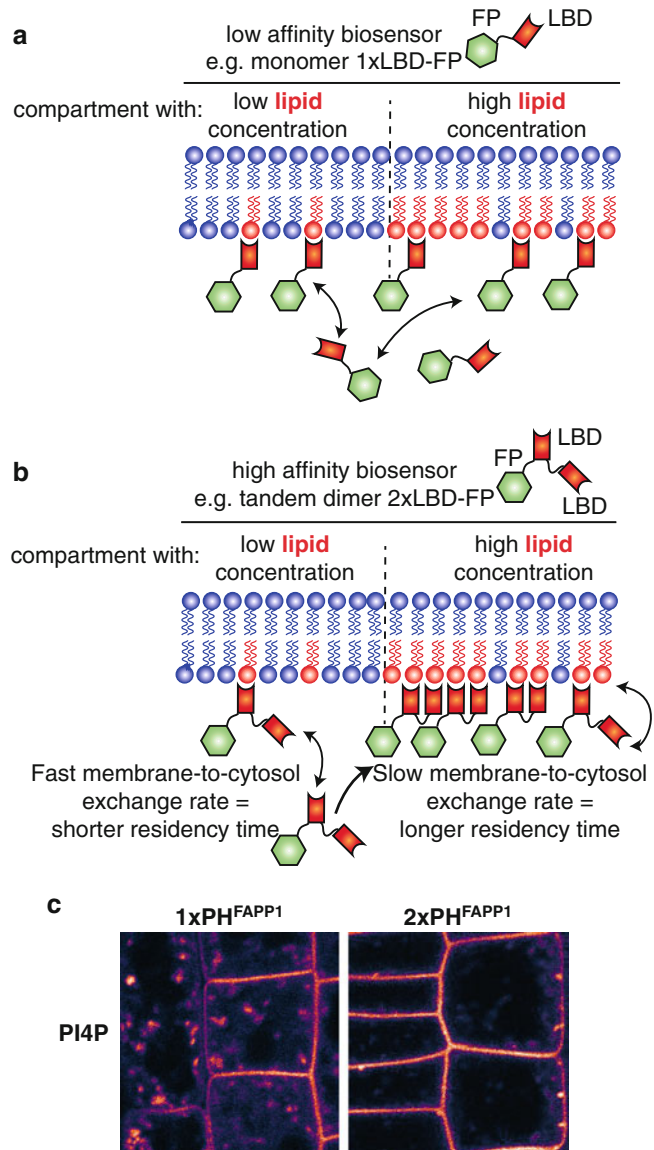 a
FP LBD
low affinity biosensor
e.g. monomer 1xLBD-FP
compartment with:
low lipid
concentration
high lipid
concentration
b
FP LBD
LBD
high affinity biosensor
e.g. tandem dimer 2xLBD-FP
compartment with:
low lipid
concentration
high lipid
concentration
Fast membrane-to-cytosol
exchange rate =
shorter residency time
Slow membrane-to-cytosol
exchange rate =
longer residency time
c
1xPHFAPP1
2xPHFAPP1
PI4P